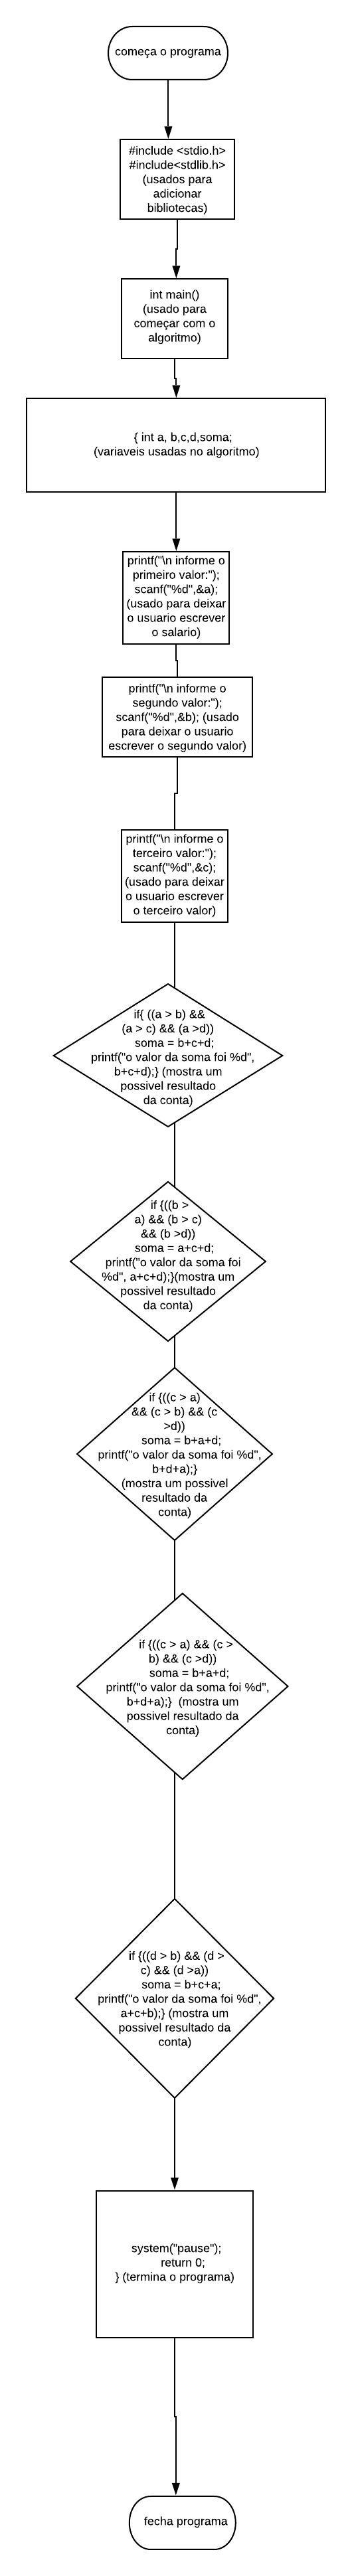 começa o programa
#include <stdio.h>
#include<stdlib.h>
(usados para
adicionar
bibliotecas)
int main()
(usado para
começar com o
algoritmo)
{ int a, b,c,d,soma;
(variaveis usadas no algoritmo)
printf("\n informe o
primeiro valor:");
scanf("%d",&a);
(usado para deixar
o usuario escrever
o salario)
printf("\n informe o
segundo valor:");
scanf("%d",&b); (usado
para deixar o usuario
escrever o segundo valor)
printf("\n informe o
terceiro valor:");
scanf("%d",&c);
(usado para deixar
o usuario escrever
o terceiro valor)
if{ ((a > b) &&
(a > c) && (a >d))
soma = b+c+d;
printf("o valor da soma foi %d",
b+c+d);} (mostra um
possivel resultado
da conta)
if {((b >
a) && (b > c)
&& (b >d))
soma = a+c+d;
printf("o valor da soma foi
%d", a+c+d);}(mostra um
possivel resultado
da conta)
if {((c > a)
&& (c > b) && (c
>d))
soma = b+a+d;
printf("o valor da soma foi %d",
b+d+a);}
(mostra um possivel
resultado da
conta)
if {((c > a) && (c >
b) && (c >d))
soma = b+a+d;
printf("o valor da soma foi %d",
b+d+a);} (mostra um
possivel resultado da
conta)
if {((d > b) && (d >
c) && (d >a))
soma = b+c+a;
printf("o valor da soma foi %d",
a+c+b);} (mostra um
possivel resultado da
conta)
system("pause");
return 0;
} (termina o programa)
fecha programa